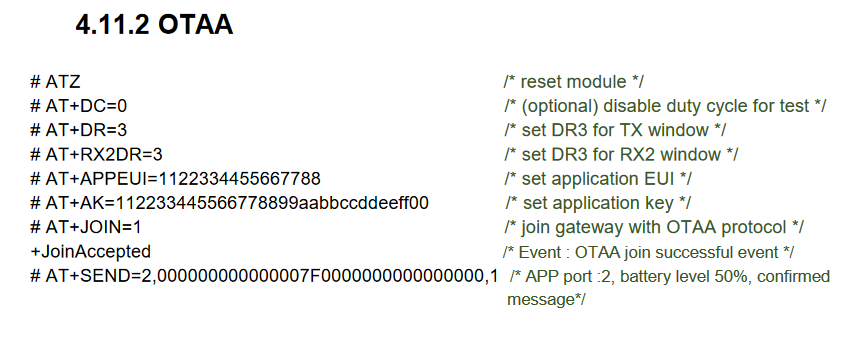 4.11.2 OTAA
# ATZ /* reset module */
# AT+DC=0 /* (optional) disable duty cycle for test */
# AT+DR=3 /* set DR3 for TX window */
# AT+RX2DR=3 /* set DR3 for RX2 window */
# AT+APPEUI=1122334455667788 /* set application EUI */
# AT+AK=112233445566778899aabbccddeeff00 /* set application key */
# AT+JOIN=1 /* join gateway with OTAA protocol */
+JoinAccepted /* Event : OTAA join successful event */
# AT+SEND=2,000000000000007F0000000000000000,1 /* APP port :2, battery level 50%, confirmed
message*/